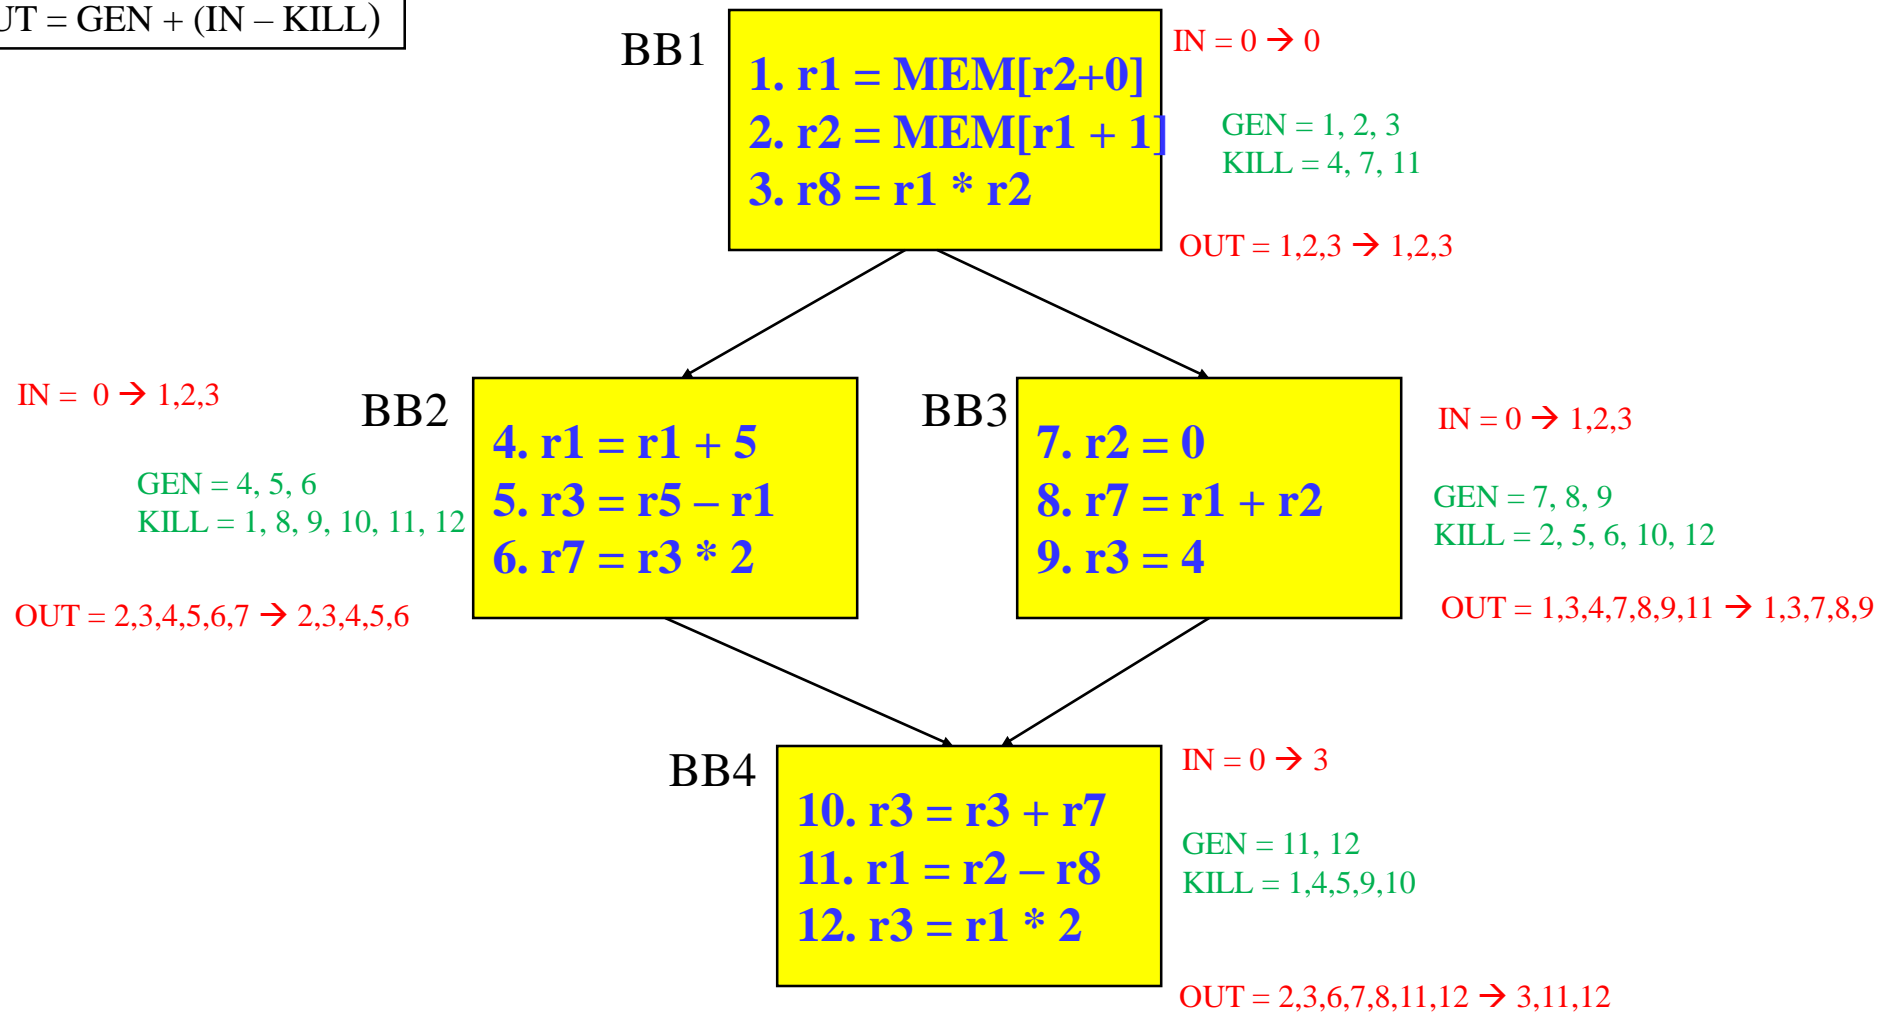 UT = GEN + (IN – KILL)
BB1
1. r1 = MEM[r2+0]
2. r2 = MEM[r1 + 1]
3. r8 = r1 * r2
IN = 0 → 0
GEN = 1, 2, 3
KILL = 4, 7, 11
OUT = 1,2,3 → 1,2,3
IN = 0 → 1,2,3
BB2
GEN = 4, 5, 6
KILL = 1, 8, 9, 10, 11, 12
4. r1 = r1 + 5
5. r3 = r5 – r1
6. r7 = r3 * 2
OUT = 2,3,4,5,6,7 → 2,3,4,5,6
BB3
7. r2 = 0
8. r7 = r1 + r2
9. r3 = 4
IN = 0 → 1,2,3
GEN = 7, 8, 9
KILL = 2, 5, 6, 10, 12
OUT = 1,3,4,7,8,9,11 → 1,3,7,8,9
BB4
10. r3 = r3 + r7
11. r1 = r2 – r8
12. r3 = r1 * 2
IN = 0 → 3
GEN = 11, 12
KILL = 1,4,5,9,10
OUT = 2,3,6,7,8,11,12 → 3,11,12